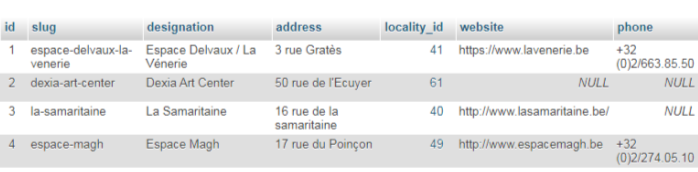 id slug designation address locality_id website phone
1 espace-delvaux-la- Espace Delvaux / La 3 rue Gratès 41 https://www.lavenerie.be +32
venerie Vénerie (0)2/663.85.50
2 dexia-art-center Dexia Art Center 50 rue de l'Ecuyer 61 NULL NULL
3 la-samaritaine La Samaritaine 16 rue de la 40 http://www.lasamaritaine.be/ NULL
samaritaine
4 espace-magh Espace Magh 17 rue du Poinçon 49 http://www.espacemagh.be +32
(0)2/274.05.10